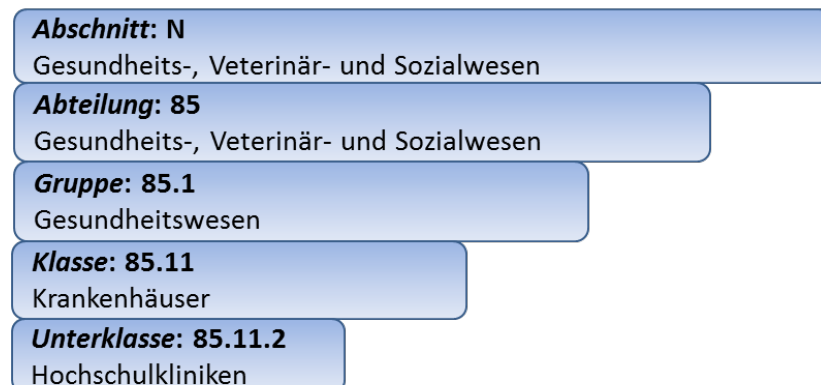 Abschnitt: N
Gesundheits-, Veterinär- und Sozialwesen
Abteilung: 85
Gesundheits-, Veterinär- und Sozialwesen
Gruppe: 85.1
Gesundheitswesen
Klasse: 85.11
Krankenhäuser
Unterklasse: 85.11.2
Hochschulkliniken